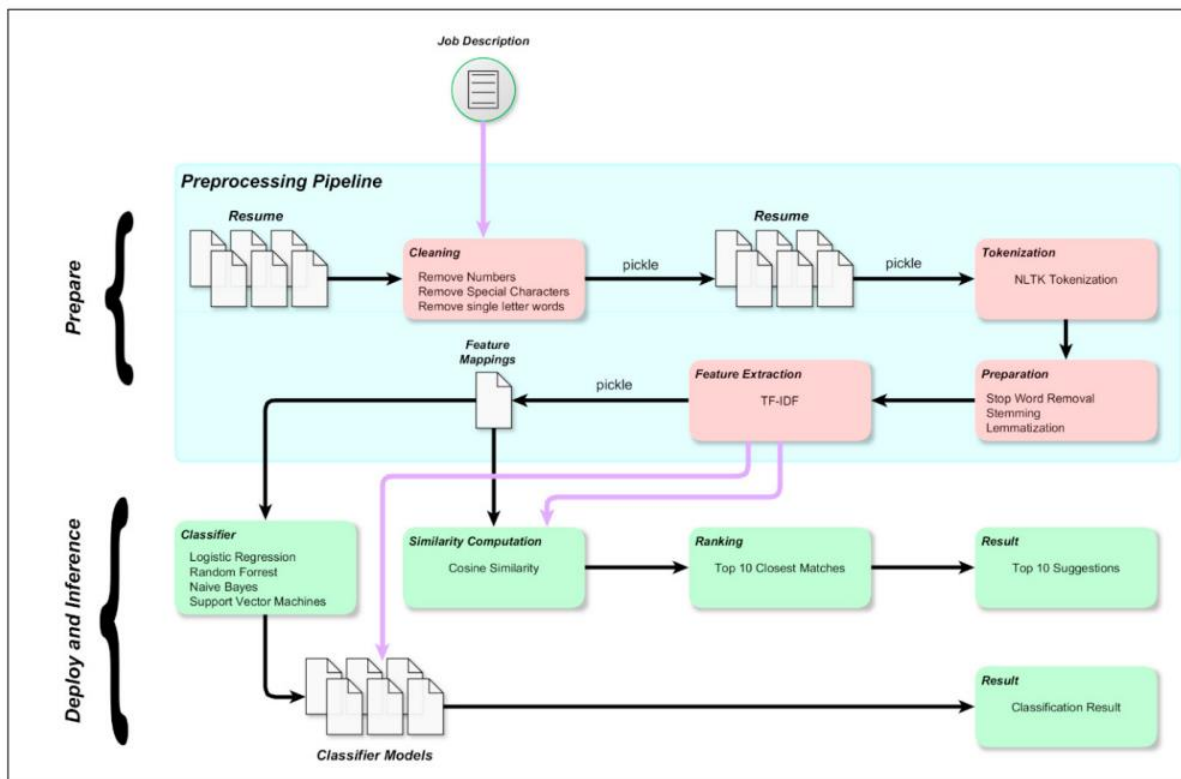 Job Description
Preprocessing Pipeline
Prepare
Resume
Cleaning
Remove Numbers
Remove Special Characters
Remove single letter words
pickle
Resume
pickle
Tokenization
NLTK Tokenization
Feature
Mappings
pickle
Feature Extraction
TF-IDF
Preparation
Stop Word Removal
Stemming
Lemmatization
Deploy and Inference
Classifier
Logistic Regression
Random Forrest
Naive Bayes
Support Vector Machines
Similarity Computation
Cosine Similarity
Ranking
Top 10 Closest Matches
Result
Top 10 Suggestions
Classifier Models
Result
Classification Result